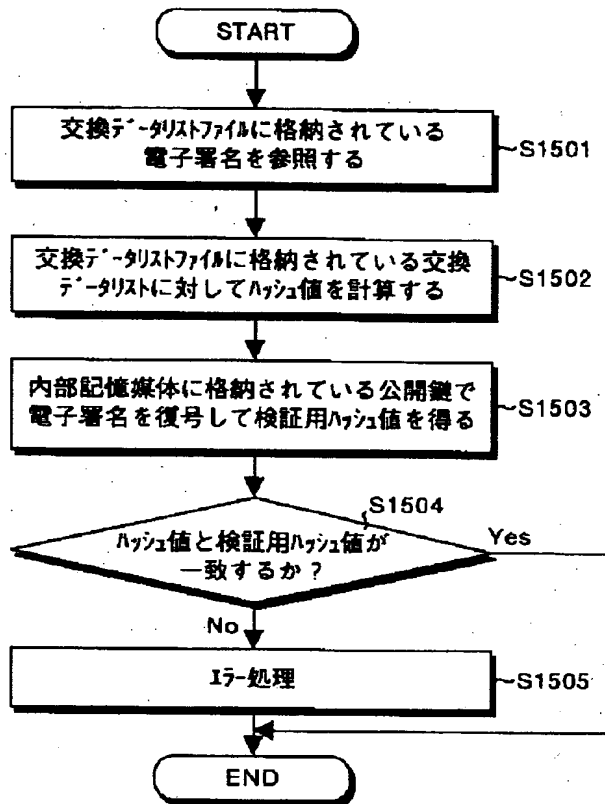 START
交換データリストファイルに格納されている
電子署名を参照する
S1501
交換データリストファイルに格納されている交換
データリストに対してハッシュ値を計算する
S1502
内部記憶媒体に格納されている公開鍵で
電子署名を復号して検証用ハッシュ値を得る
S1503
S1504
ハッシュ値と検証用ハッシュ値が
一致するか？
Yes
No
エラー処理
S1505
END